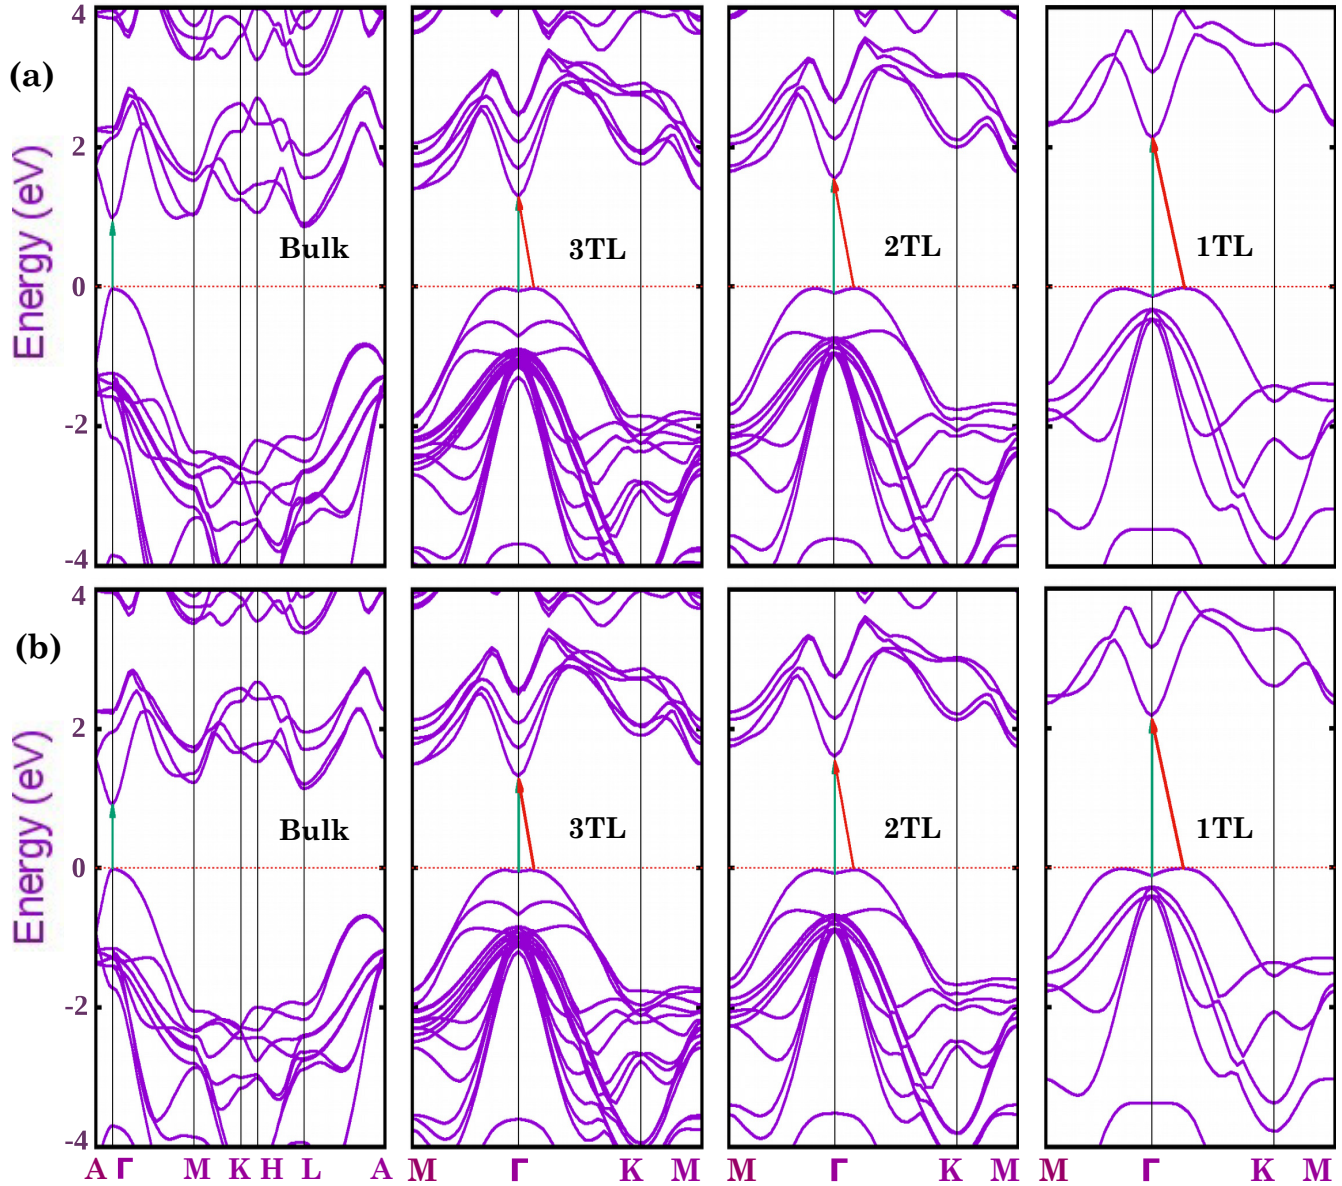 (a)
Energy (eV)
4
2
0
-2
-4
Bulk
3TL
2TL
1TL
(b)
Energy (eV)
4
2
0
-2
-4
Bulk
3TL
2TL
1TL
A Γ M K H L A
M Γ K M
M Γ K M
M Γ K M